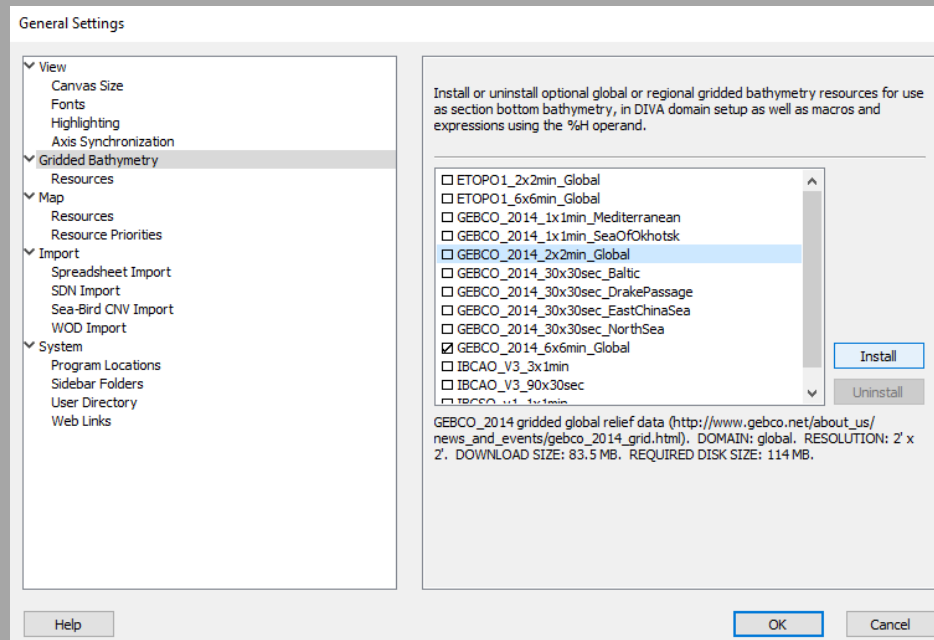 General Settings
View
Canvas Size
Fonts
Highlighting
Axis Synchronization
Gridded Bathymetry
Resources
Map
Resources
Resource Priorities
Import
Spreadsheet Import
SDN Import
Sea-Bird CNV Import
WOD Import
System
Program Locations
Sidebar Folders
User Directory
Web Links
Install or uninstall optional global or regional gridded bathymetry resources for use
as section bottom bathymetry, in DIVA domain setup as well as macros and
expressions using the %H operand.
ETOPO1_2x2min_Global
ETOPO1_6x6min_Global
GEBCO_2014_1x1min_Mediterranean
GEBCO_2014_1x1min_SeaOfOkhotsk
GEBCO_2014_2x2min_Global
GEBCO_2014_30x30sec_Baltic
GEBCO_2014_30x30sec_DrakePassage
GEBCO_2014_30x30sec_EastChinaSea
GEBCO_2014_30x30sec_NorthSea
GEBCO_2014_6x6min_Global
IBCAO_V3_3x1min
IBCAO_V3_90x30sec
IBCSO_v1_1x1min
Install
Uninstall
GEBCO_2014 gridded global relief data (http://www.gebco.net/about_us/
news_and_events/gebco_2014_grid.html).  DOMAIN: global.  RESOLUTION: 2' x
2'.  DOWNLOAD SIZE: 83.5 MB.  REQUIRED DISK SIZE: 114 MB.
Help
OK
Cancel